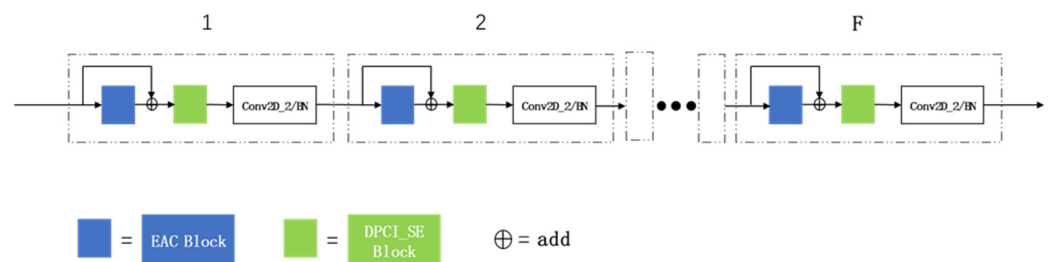 1
2
F
Conv2D_2/BN
Conv2D_2/BN
Conv2D_2/BN
= EAC Block
= DPCI_SE
Block
= add